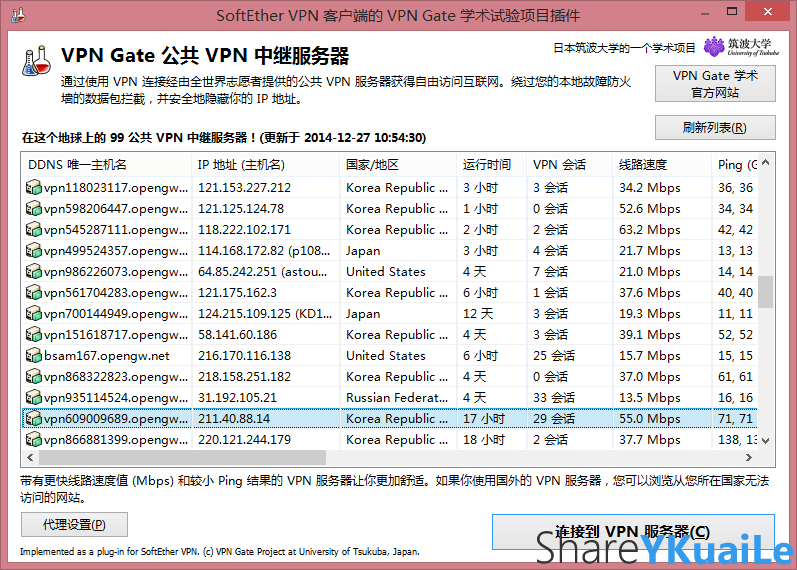 SoftEther VPN 客户端的 VPN Gate 学术试验项目插件
VPN Gate 公共 VPN 中继服务器
日本筑波大学的一个学术项目
筑波大学
University of Tsukuba
通过使用 VPN 连接经由全世界志愿者提供的公共 VPN 服务器获得自由访问互联网。绕过您的本地故障防火
墙的数据包拦截，并安全地隐藏你的 IP 地址。
VPN Gate 学术
官方网站
刷新列表(R)
在这个地球上的 99 公共 VPN 中继服务器！(更新于 2014-12-27 10:54:30)
DDNS 唯一主机名 IP 地址 (主机名) 国家/地区 运行时间 VPN 会话 线路速度 Ping (G
vpn118023117.opengw... 121.153.227.212 Korea Republic ... 3 小时 3 会话 34.2 Mbps 36, 36
vpn598206447.opengw... 121.125.124.78 Korea Republic ... 1 小时 0 会话 52.6 Mbps 34, 34
vpn545287111.opengw... 118.222.102.171 Korea Republic ... 2 小时 2 会话 63.2 Mbps 42, 42
vpn499524357.opengw... 114.168.172.82 (p108... Japan 3 小时 4 会话 21.7 Mbps 13, 13
vpn986226073.opengw... 64.85.242.251 (astou... United States 4 天 7 会话 21.0 Mbps 14, 14
vpn561704283.opengw... 121.175.162.3 Korea Republic ... 6 小时 1 会话 37.6 Mbps 40, 40
vpn700144949.opengw... 124.215.109.125 (KD1... Japan 12 天 3 会话 19.3 Mbps 11, 11
vpn151618717.opengw... 58.141.60.186 Korea Republic ... 4 天 3 会话 39.1 Mbps 52, 52
bsam167.opengw.net 216.170.116.138 United States 6 小时 25 会话 15.7 Mbps 15, 15
vpn868322823.opengw... 218.158.251.182 Korea Republic ... 4 天 0 会话 37.0 Mbps 61, 61
vpn935114524.opengw... 31.192.105.21 Russian Federat... 4 天 33 会话 13.5 Mbps 16, 16
vpn609009689.opengw... 211.40.88.14 Korea Republic ... 17 小时 29 会话 55.0 Mbps 71, 71
vpn866881399.opengw... 220.121.244.179 Korea Republic ... 18 小时 2 会话 37.7 Mbps 138, 13
带有更快线路速度值 (Mbps) 和较小 Ping 结果的 VPN 服务器让你更加舒适。如果你使用国外的 VPN 服务器，您可以浏览从您所在国家无法
访问的网站。
代理设置(P)
连接到 VPN 服务器(C)
Implemented as a plug-in for SoftEther VPN. (c) VPN Gate Project at University of Tsukuba, Japan.
ShareYKuaiLe